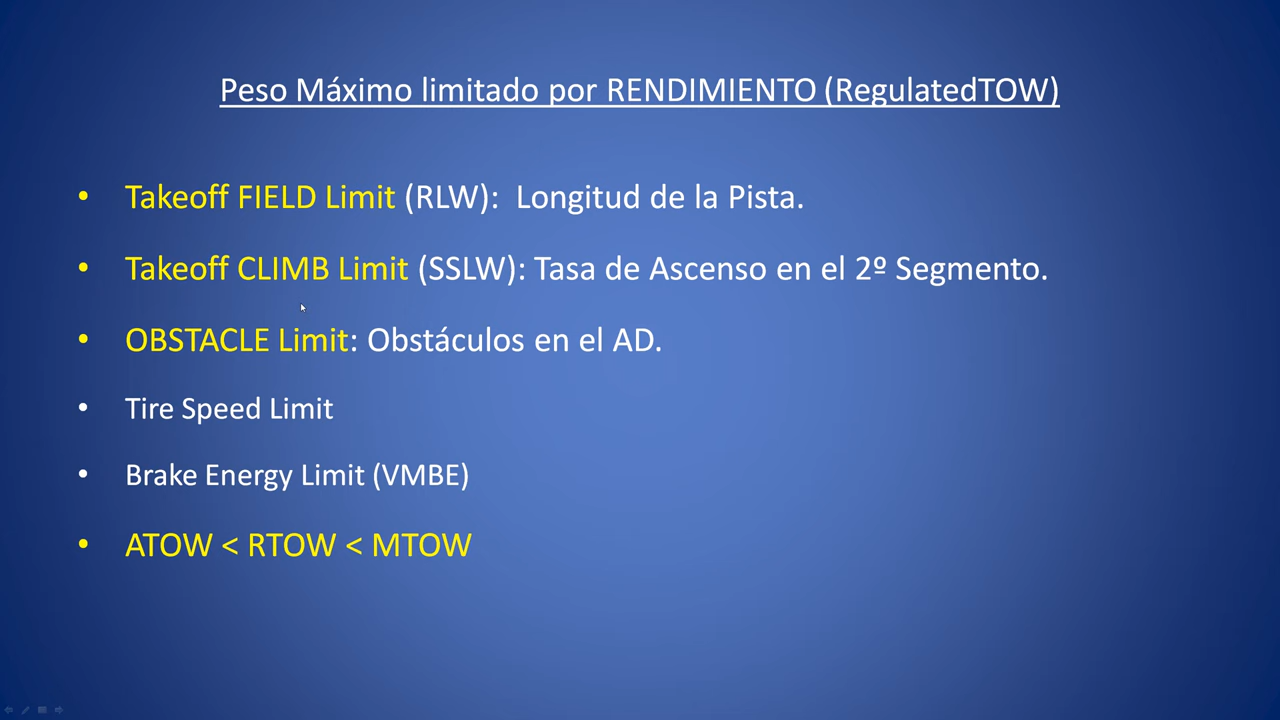 Peso Máximo limitado por RENDIMIENTO (RegulatedTOW)
• Takeoff FIELD Limit (RLW): Longitud de la Pista.
• Takeoff CLIMB Limit (SSLW): Tasa de Ascenso en el 2º Segmento.
• OBSTACLE Limit: Obstáculos en el AD.
• Tire Speed Limit
• Brake Energy Limit (VMBE)
• ATOW < RTOW < MTOW